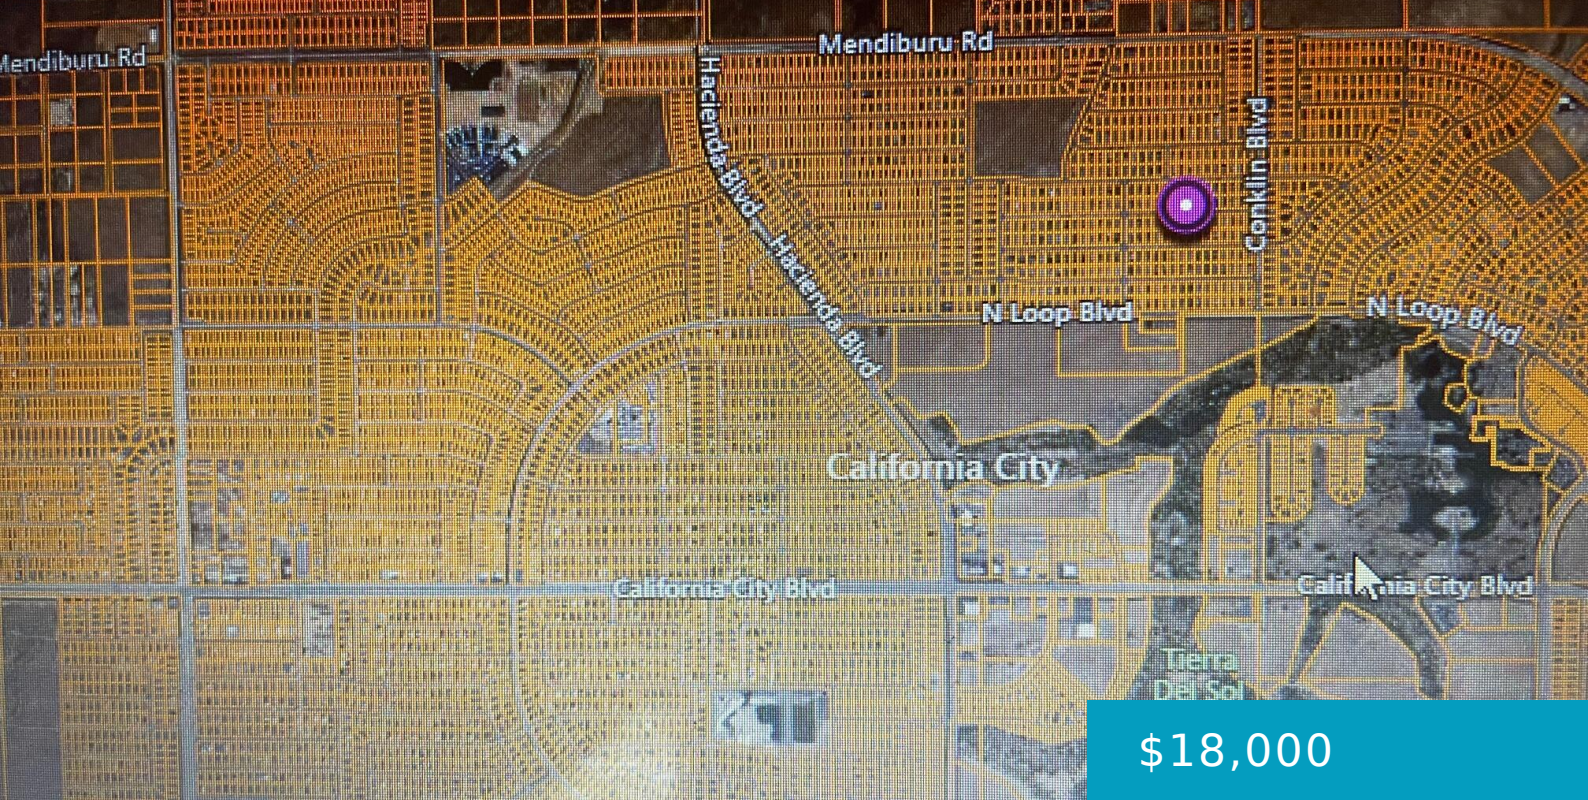 Mendiburu Rd
Mendiburu Rd
Hacienda Blvd
Conklin Blvd
Hacienda Blvd
N Loop Blvd
N Loop Blvd
California City
California City Blvd
California City Blvd
Tierra
Del Sol
$18,000